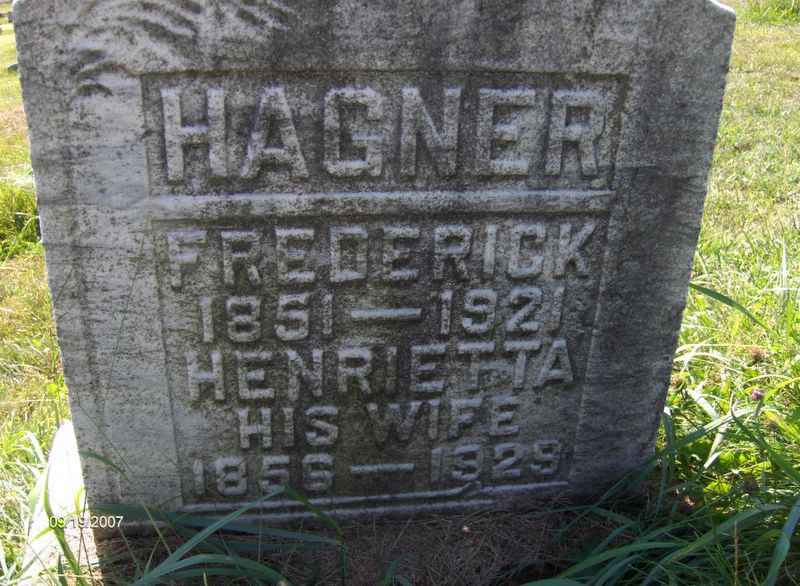 HAGNER
FREDERICK
1851 — 1921
HENRIETTA
HIS WIFE
1856 — 1929
09.19.2007